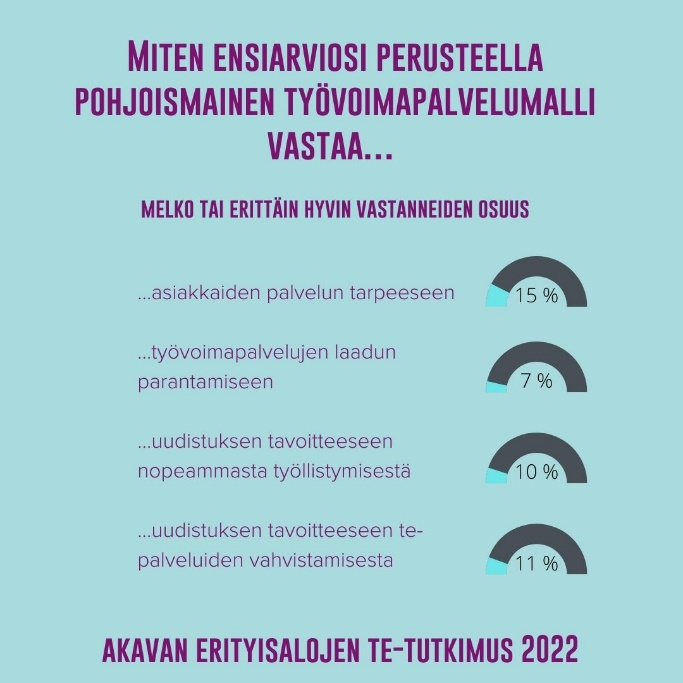 Miten ensiarviosi perusteella
pohjoismainen työvoimapalvelumalli
vastaa...
melko tai erittäin hyvin vastanneiden osuus
...asiakkaiden palvelun tarpeeseen
15 %
...työvoimapalvelujen laadun
parantamiseen
7 %
...uudistuksen tavoitteeseen
nopeammasta työllistymisestä
10 %
...uudistuksen tavoitteeseen te-
palveluiden vahvistamisesta
11 %
akavan erityisalojen te-tutkimus 2022